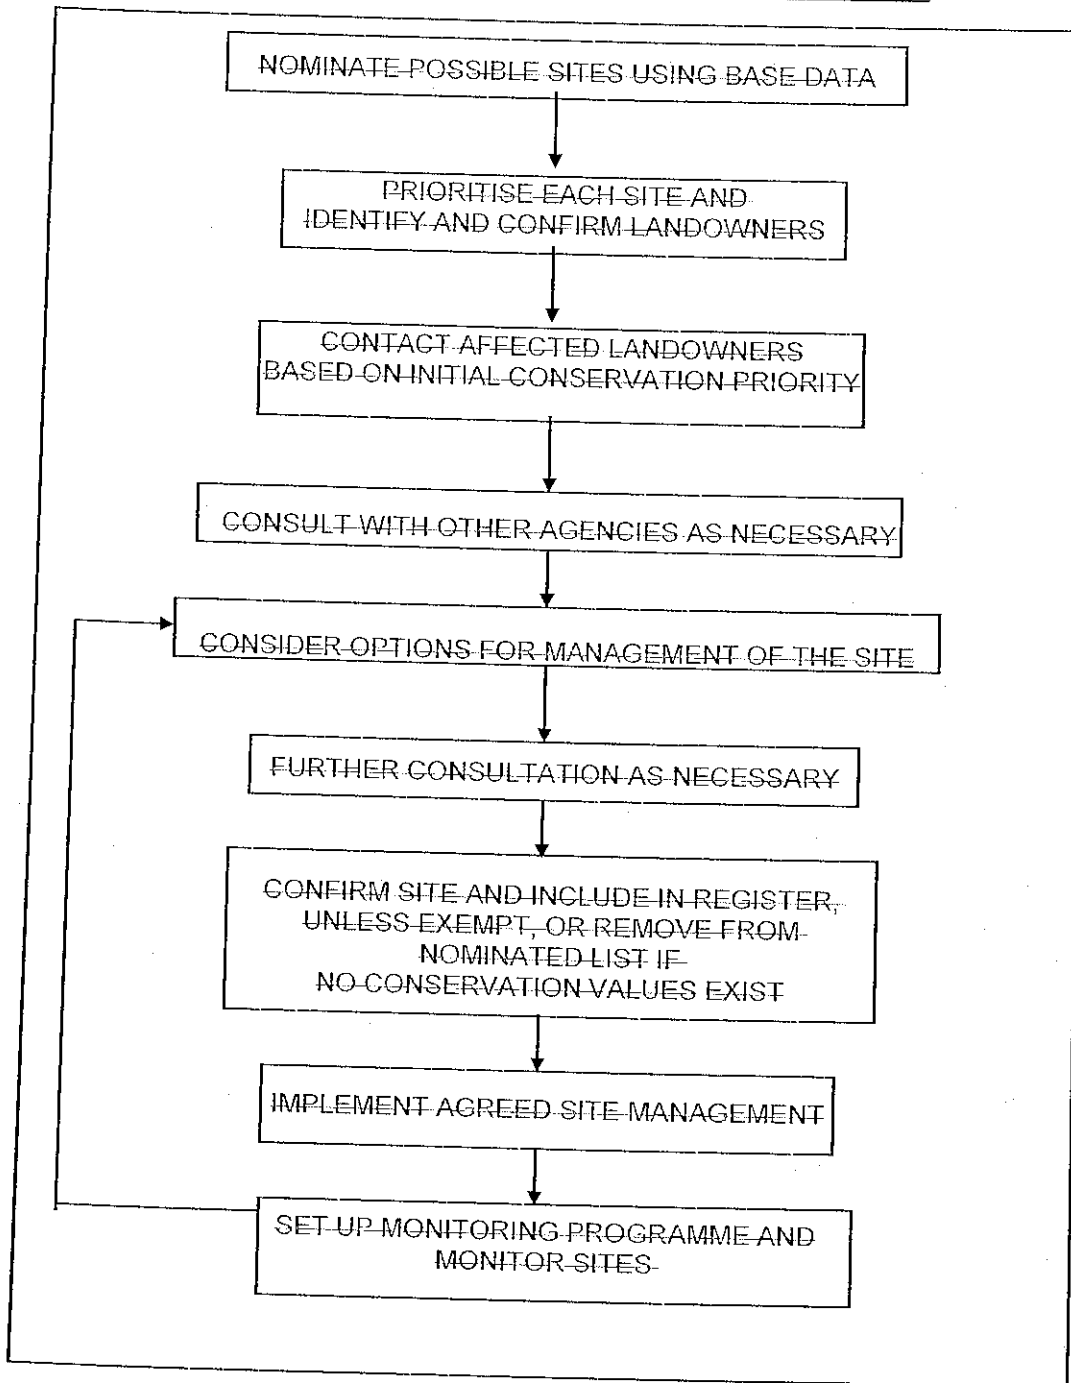 NOMINATE POSSIBLE SITES USING BASE DATA
PRIORITISE EACH SITE AND
IDENTIFY AND CONFIRM LANDOWNERS
CONTACT AFFECTED LANDOWNERS
BASED ON INITIAL CONSERVATION PRIORITY
CONSULT WITH OTHER AGENCIES AS NECESSARY
CONSIDER OPTIONS FOR MANAGEMENT OF THE SITE
FURTHER CONSULTATION AS NECESSARY
CONFIRM SITE AND INCLUDE IN REGISTER,
UNLESS EXEMPT, OR REMOVE FROM
NOMINATED LIST IF
NO CONSERVATION VALUES EXIST
IMPLEMENT AGREED SITE MANAGEMENT
SET UP MONITORING PROGRAMME AND
MONITOR SITES